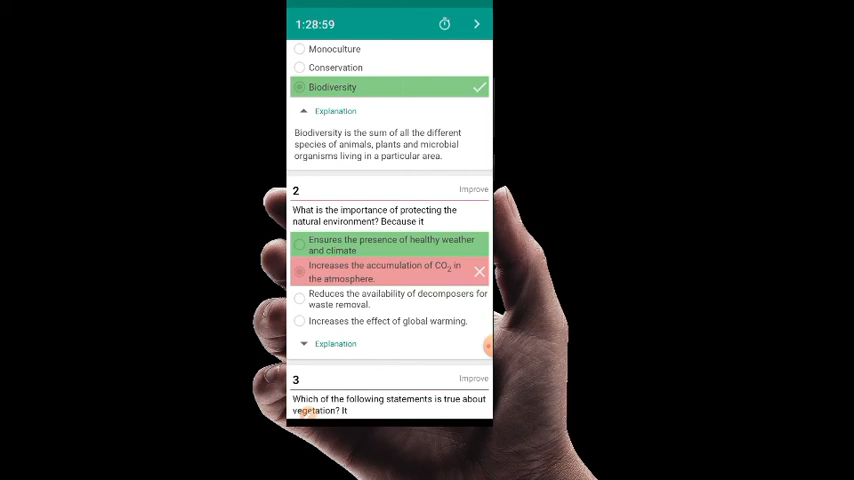 1:28:59
Monoculture
Conservation
Biodiversity
Explanation
Biodiversity is the sum of all the different
species of animals, plants and microbial
organisms living in a particular area.
2
Improve
What is the importance of protecting the
natural environment? Because it
Ensures the presence of healthy weather
and climate
Increases the accumulation of CO2 in
the atmosphere.
Reduces the availability of decomposers for
waste removal.
Increases the effect of global warming.
Explanation
3
Improve
Which of the following statements is true about
vegetation? It